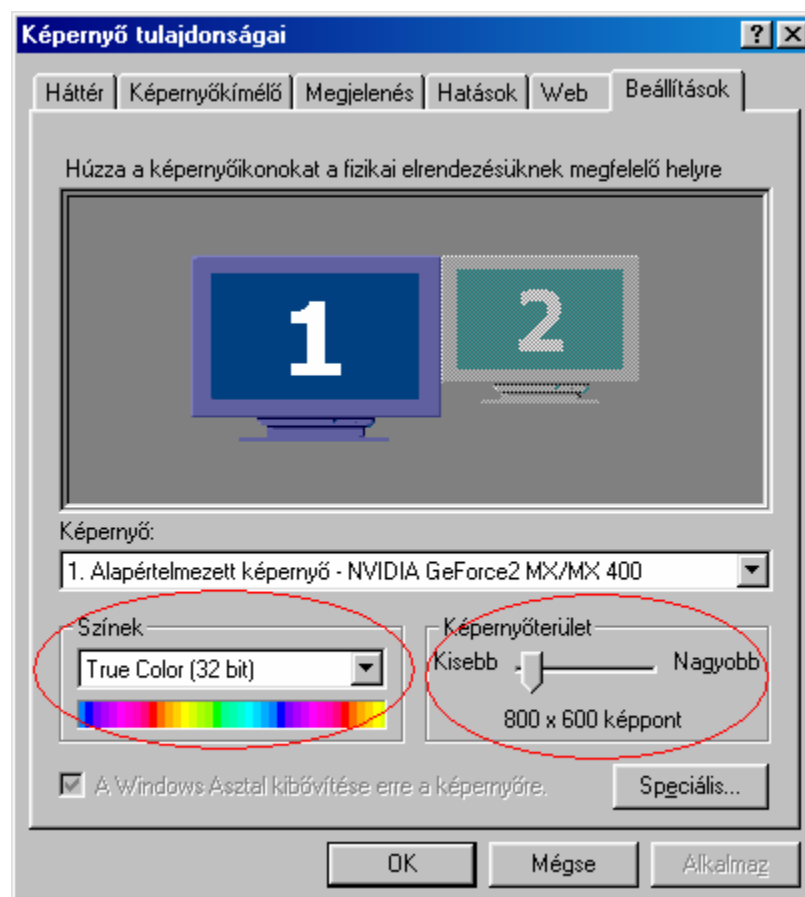 Képernyő tulajdonságai
Háttér Képernyőkímélő Megjelenés Hatások Web Beállítások
Húzza a képernyőikonokat a fizikai elrendezésüknek megfelelő helyre
1 2
Képernyő:
1. Alapértelmezett képernyő - NVIDIA GeForce2 MX/MX 400
Színek
True Color (32 bit)
Képernyőterület
Kisebb Nagyobb
800 x 600 képpont
A Windows Asztal kibővítése erre a képernyőre.
Speciális...
OK Mégse Alkalmaz